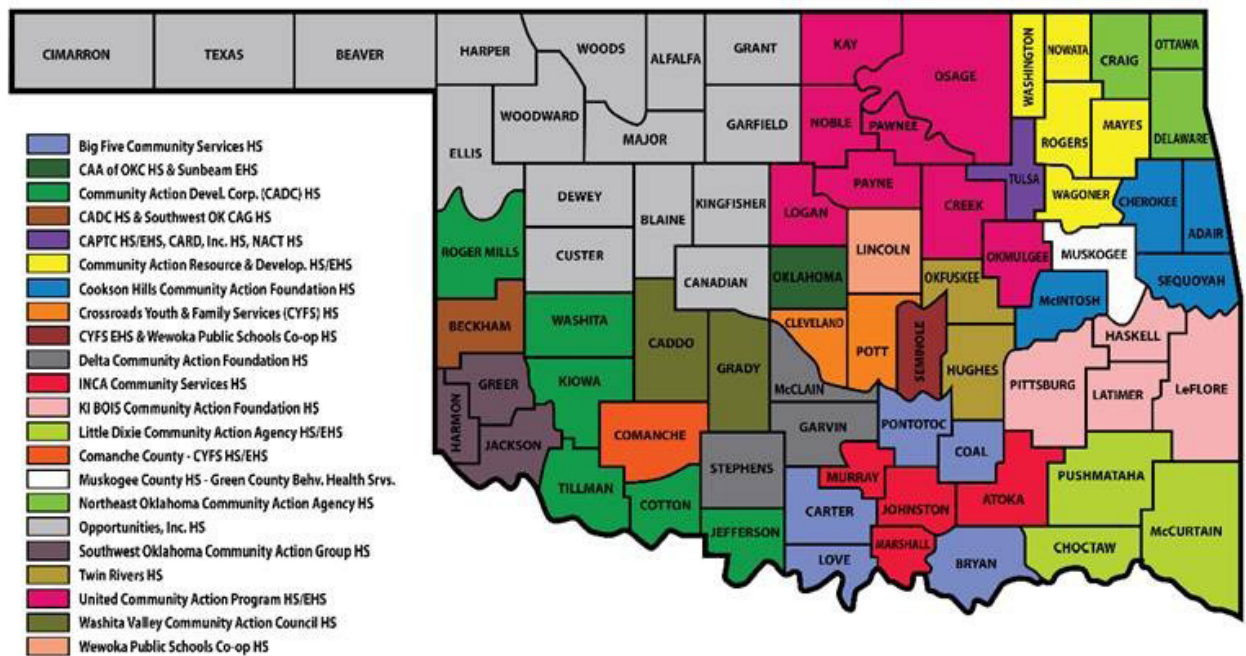 CIMARRON
TEXAS
BEAVER
HARPER
WOODS
ALFALFA
GRANT
KAY
OSAGE
WASHINGTON
NOWATA
CRAIG
OTTAWA
ELLIS
WOODWARD
MAJOR
GARFIELD
NOBLE
PAWNEE
ROGERS
MAYES
DELAWARE
DEWEY
BLAINE
KINGFISHER
LOGAN
PAYNE
CREEK
TULSA
WAGONER
CHEROKEE
ADAIR
ROGER MILLS
CUSTER
CANADIAN
OKLAHOMA
LINCOLN
OKFUSKEE
OKMULGEE
MUSKOGEE
SEQUOYAH
McINTOSH
BECKHAM
WASHITA
CADDO
GRADY
CLEVELAND
POTT
SEMINOLE
HUGHES
HASKELL
PITTSBURG
LATIMER
LeFLORE
GREER
KIOWA
McCLAIN
HARMON
JACKSON
COMANCHE
GARVIN
PONTOTOC
COAL
STEPHENS
MURRAY
PUSHMATAHA
TILLMAN
COTTON
CARTER
JOHNSTON
ATOKA
McCURTAIN
JEFFERSON
MARSHALL
CHOCTAW
LOVE
BRYAN
Big Five Community Services HS
CAA of OKC HS & Sunbeam EHS
Community Action Devel. Corp. (CADC) HS
CADC HS & Southwest OK CAG HS
CAPTC HS/EHS, CARD, Inc. HS, NACT HS
Community Action Resource & Develop. HS/EHS
Cookson Hills Community Action Foundation HS
Crossroads Youth & Family Services (CYFS) HS
CYFS EHS & Wewoka Public Schools Co-op HS
Delta Community Action Foundation HS
INCA Community Services HS
KI BOIS Community Action Foundation HS
Little Dixie Community Action Agency HS/EHS
Comanche County - CYFS HS/EHS
Muskogee County HS - Green County Behv. Health Srvs.
Northeast Oklahoma Community Action Agency HS
Opportunities, Inc. HS
Southwest Oklahoma Community Action Group HS
Twin Rivers HS
United Community Action Program HS/EHS
Washita Valley Community Action Council HS
Wewoka Public Schools Co-op HS